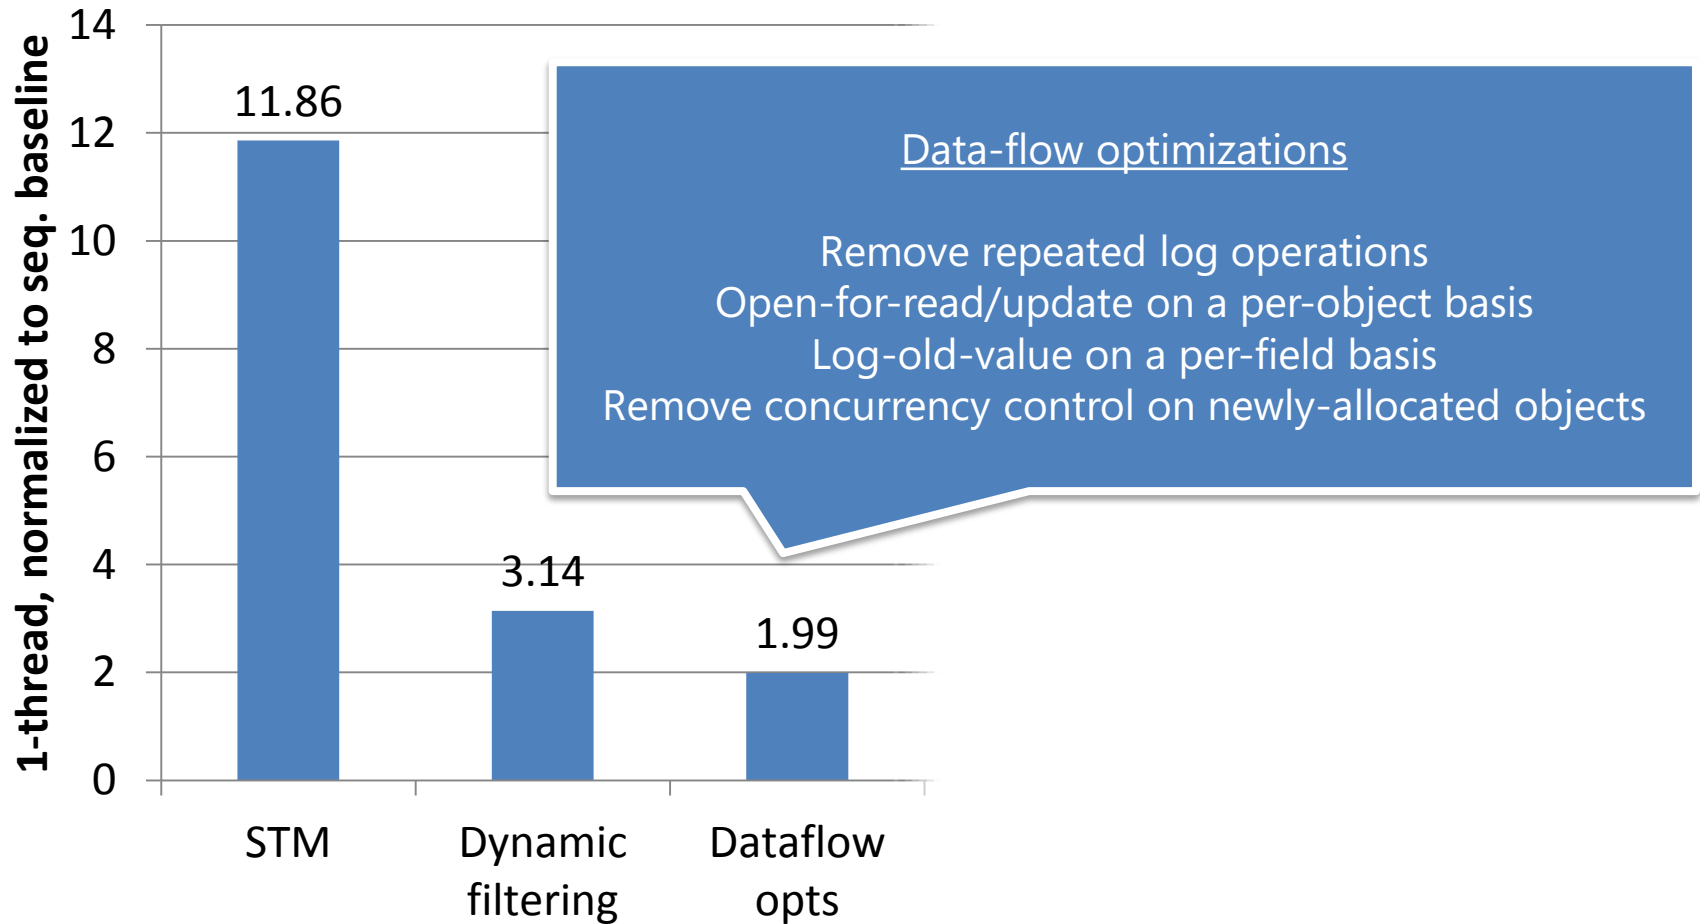 1-thread, normalized to seq. baseline
14
12
10
8
6
4
2
0
11.86
3.14
1.99
Data-flow optimizations
Remove repeated log operations
Open-for-read/update on a per-object basis
Log-old-value on a per-field basis
Remove concurrency control on newly-allocated objects
STM
Dynamic
filtering
Dataflow
opts